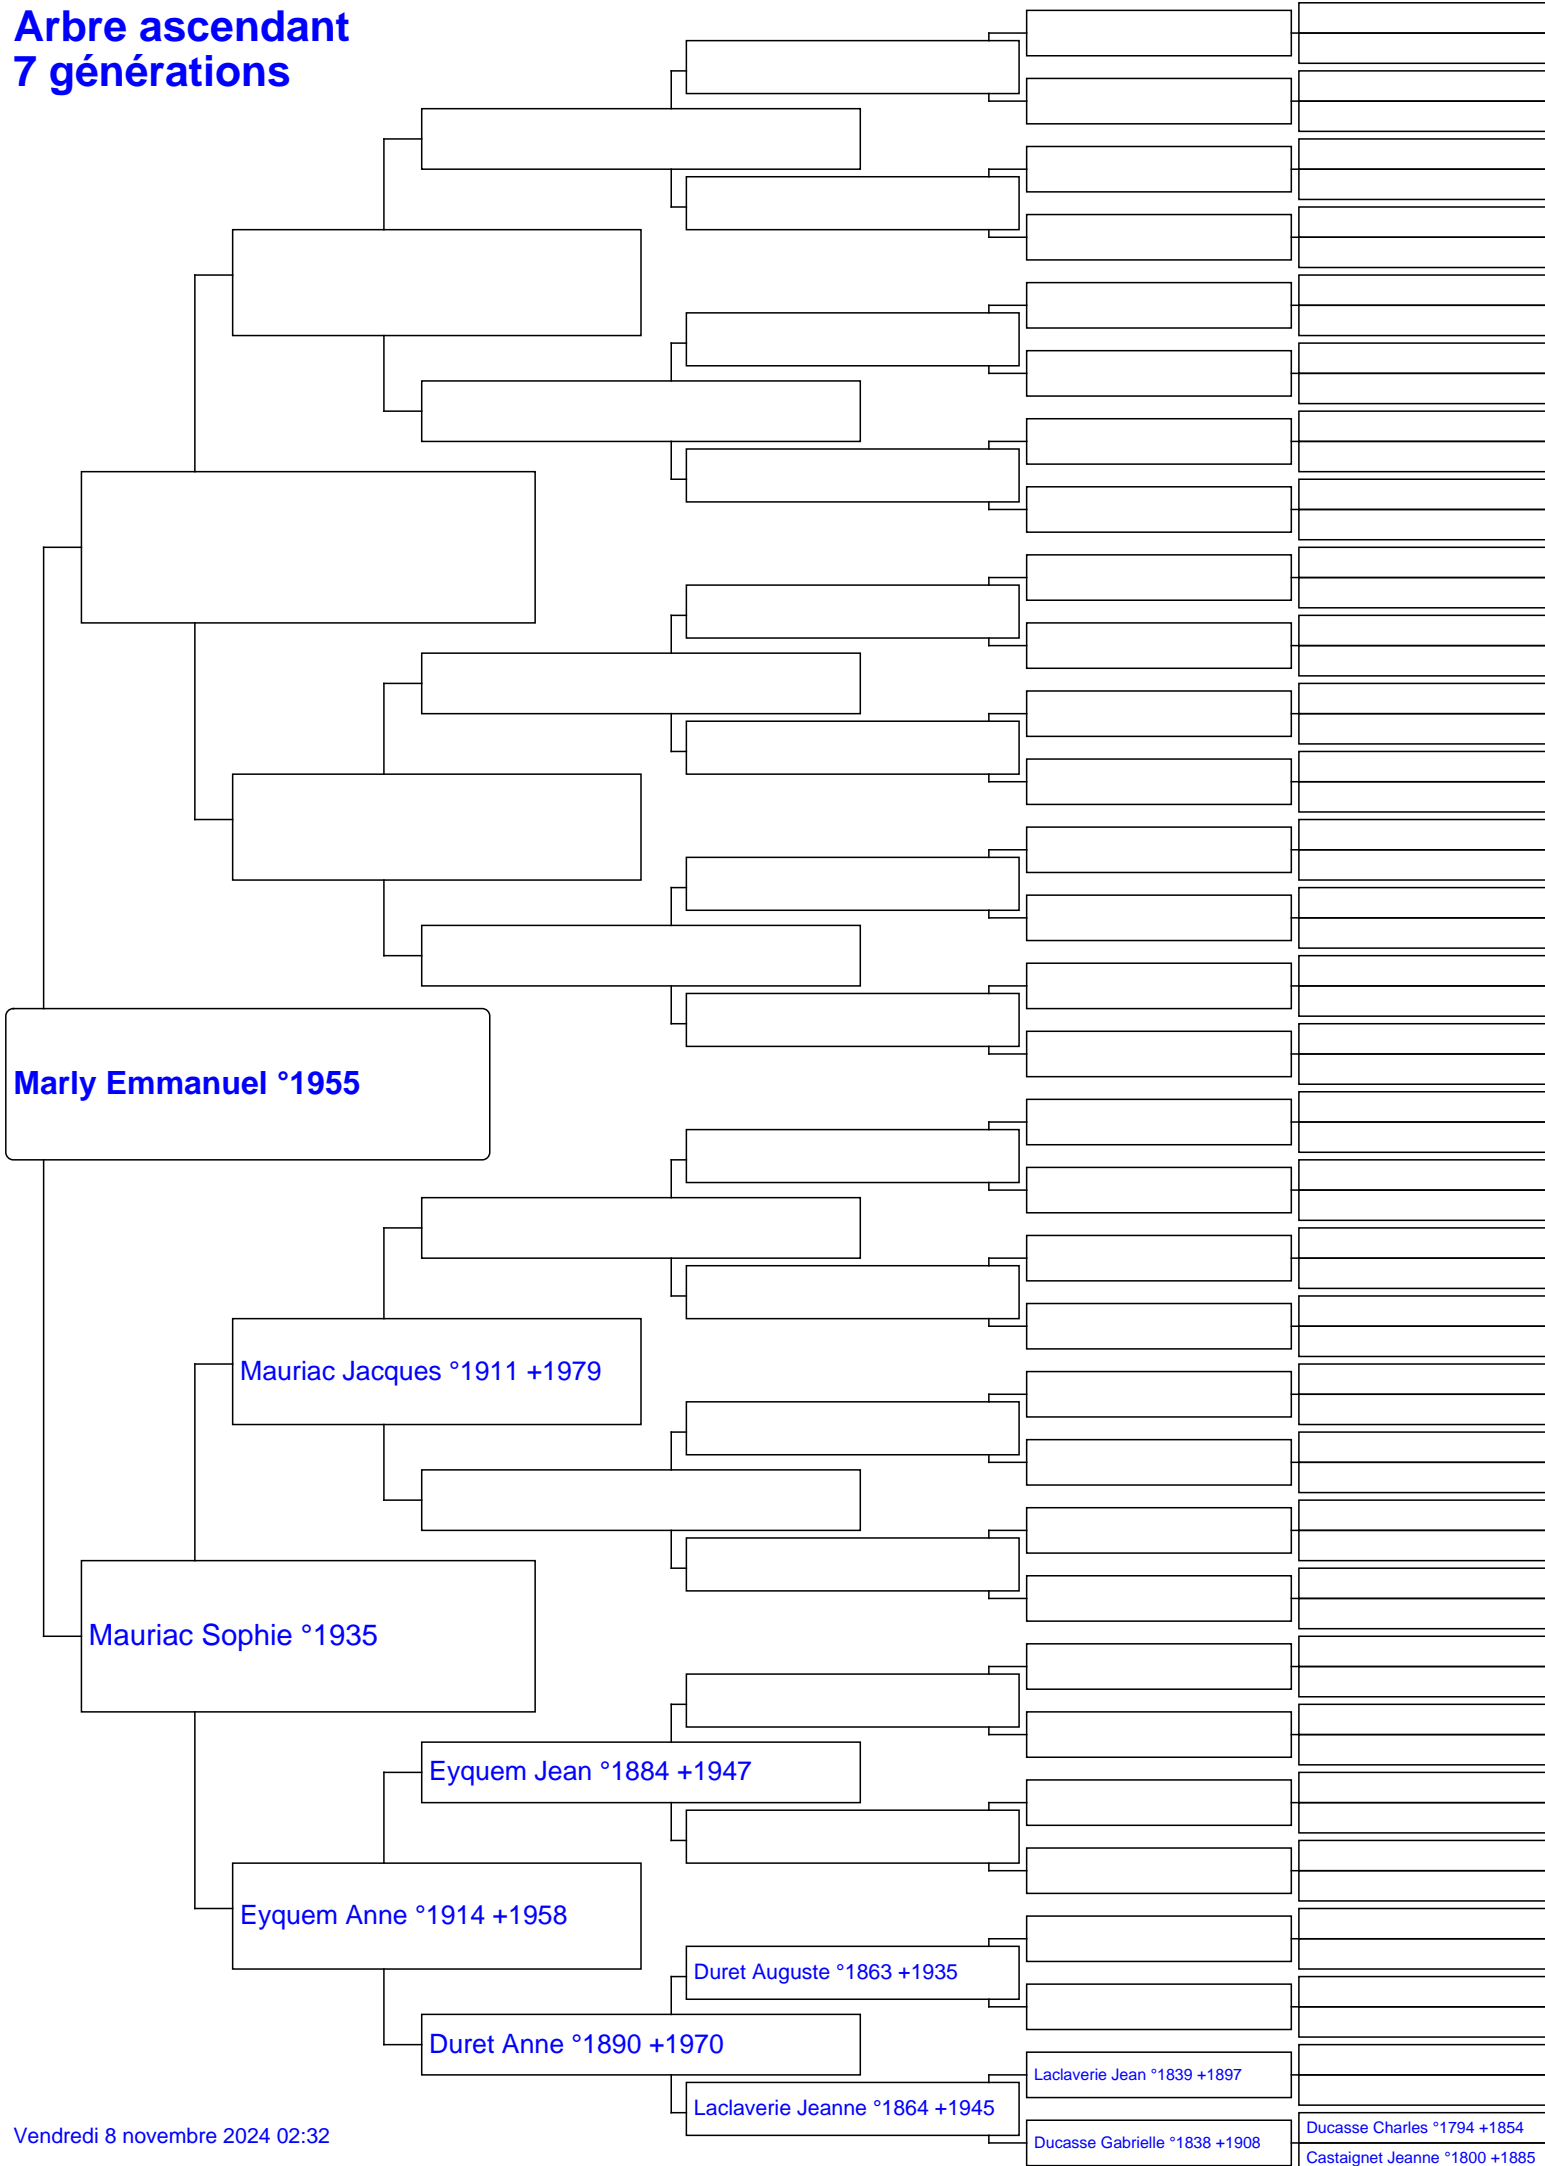 Arbre ascendant
7 générations
Marly Emmanuel °1955
Mauriac Jacques °1911 +1979
Mauriac Sophie °1935
Eyquem Jean °1884 +1947
Eyquem Anne °1914 +1958
Duret Auguste °1863 +1935
Duret Anne °1890 +1970
Laclaverie Jean °1839 +1897
Laclaverie Jeanne °1864 +1945
Ducasse Charles °1794 +1854
Ducasse Gabrielle °1838 +1908
Castaignet Jeanne °1800 +1885
Vendredi 8 novembre 2024 02:32